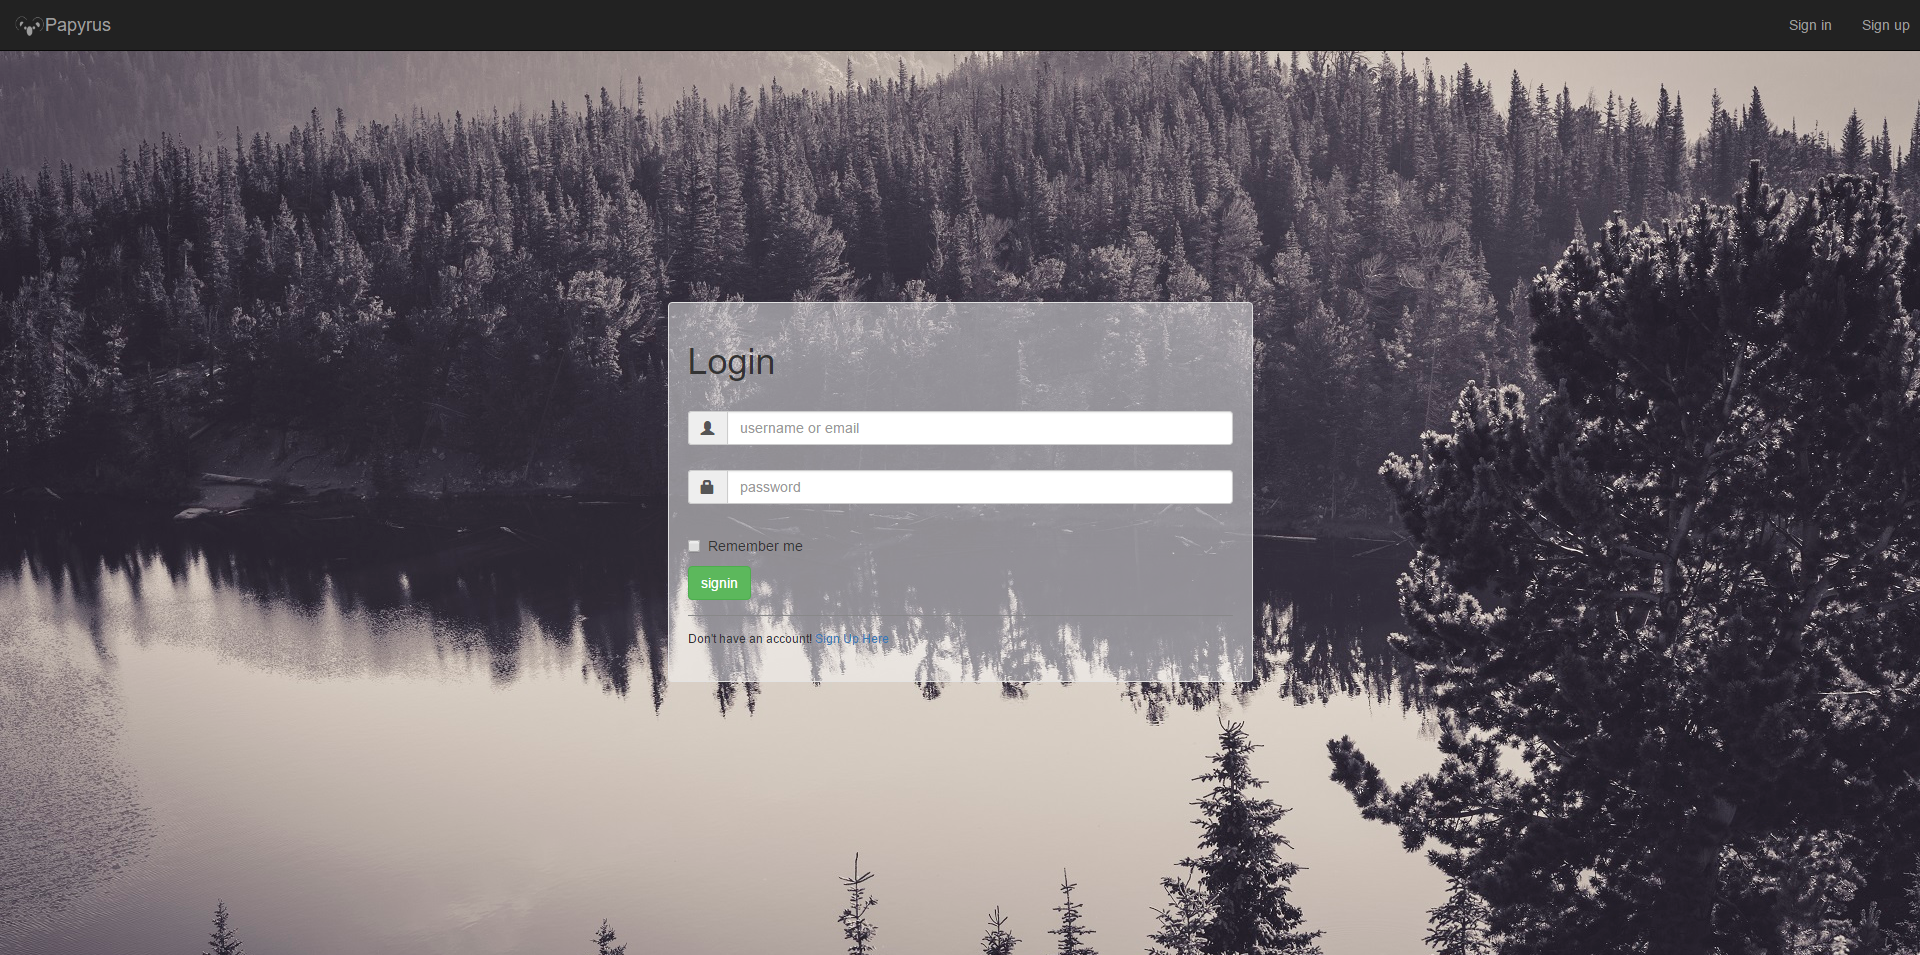 Papyrus
Sign in
Sign up
Login
username or email
password
Remember me
signin
Don't have an account! Sign Up Here